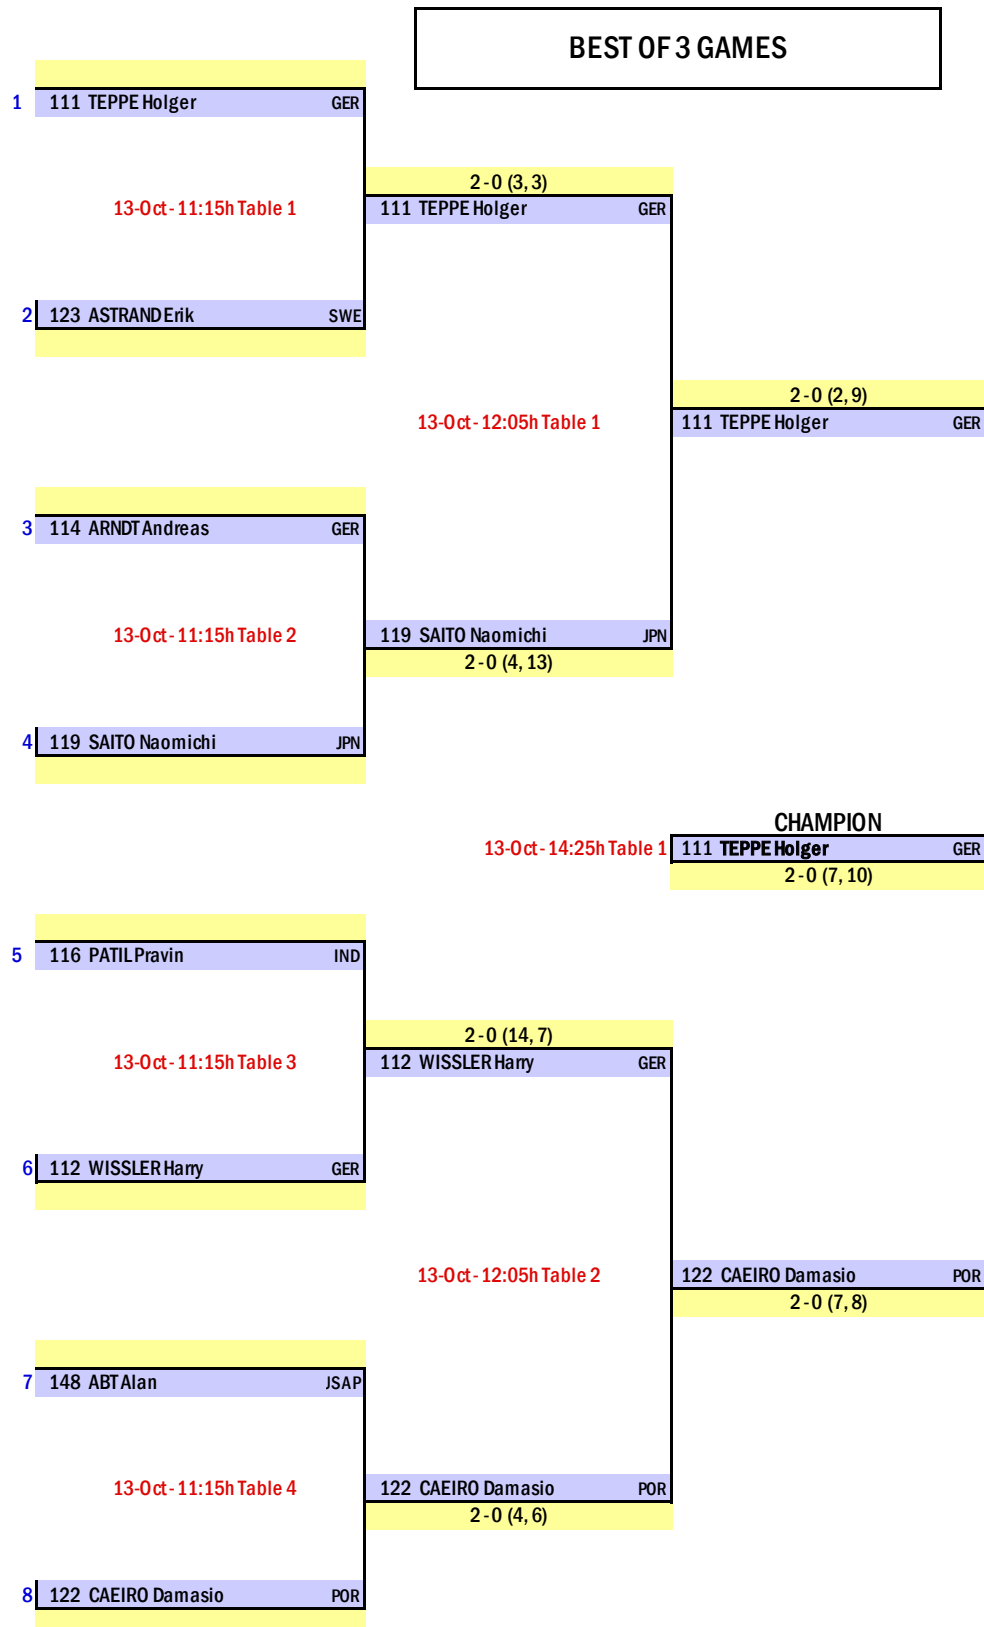 BEST OF 3 GAMES
1 111 TEPPE Holger GER
2 - 0 (3, 3)
13-Oct - 11:15h Table 1 111 TEPPE Holger GER
2 123 ASTRAND Erik SWE
2 - 0 (2, 9)
13-Oct - 12:05h Table 1 111 TEPPE Holger GER
3 114 ARNDT Andreas GER
13-Oct - 11:15h Table 2 119 SAITO Naomichi JPN
2 - 0 (4, 13)
4 119 SAITO Naomichi JPN
CHAMPION
13-Oct - 14:25h Table 1 111 TEPPE Holger GER
2 - 0 (7, 10)
5 116 PATIL Pravin IND
2 - 0 (14, 7)
13-Oct - 11:15h Table 3 112 WISSLER Harry GER
6 112 WISSLER Harry GER
13-Oct - 12:05h Table 2 122 CAEIRO Damasio POR
2 - 0 (7, 8)
7 148 ABT Alan JSAP
13-Oct - 11:15h Table 4 122 CAEIRO Damasio POR
2 - 0 (4, 6)
8 122 CAEIRO Damasio POR